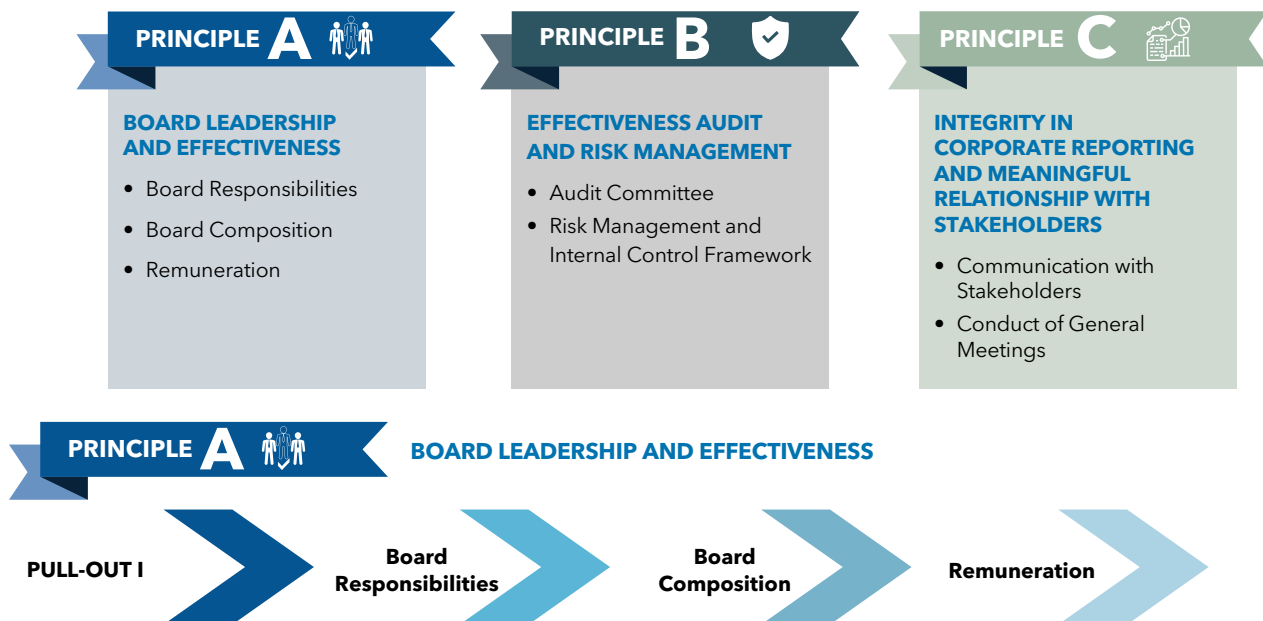 PRINCIPLE A
BOARD LEADERSHIP
AND EFFECTIVENESS
• Board Responsibilities
• Board Composition
• Remuneration
PRINCIPLE B
EFFECTIVENESS AUDIT
AND RISK MANAGEMENT
• Audit Committee
• Risk Management and
Internal Control Framework
PRINCIPLE C
INTEGRITY IN
CORPORATE REPORTING
AND MEANINGFUL
RELATIONSHIP WITH
STAKEHOLDERS
• Communication with
Stakeholders
• Conduct of General
Meetings
PRINCIPLE A
BOARD LEADERSHIP AND EFFECTIVENESS
PULL-OUT I
Board
Responsibilities
Board
Composition
Remuneration